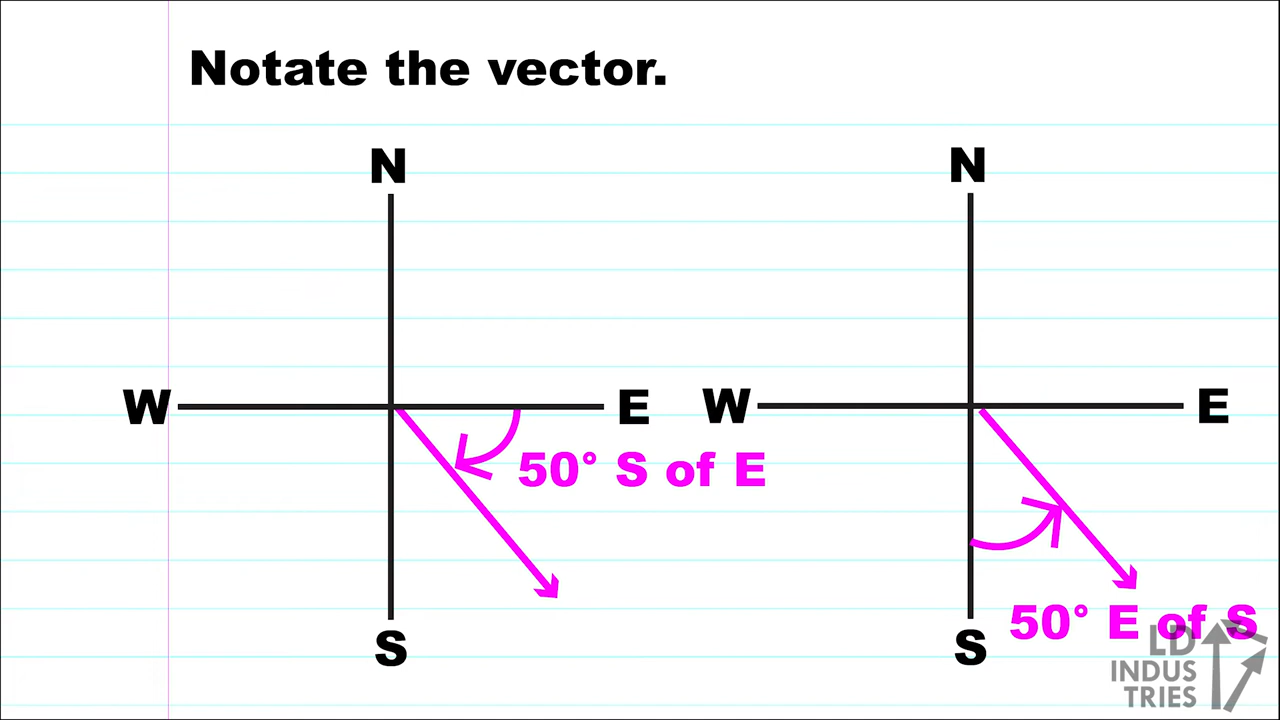 Notate the vector.
N
N
W
E
W
E
50° S of E
50° E of S
S
S
LD
INDUS
TRIES